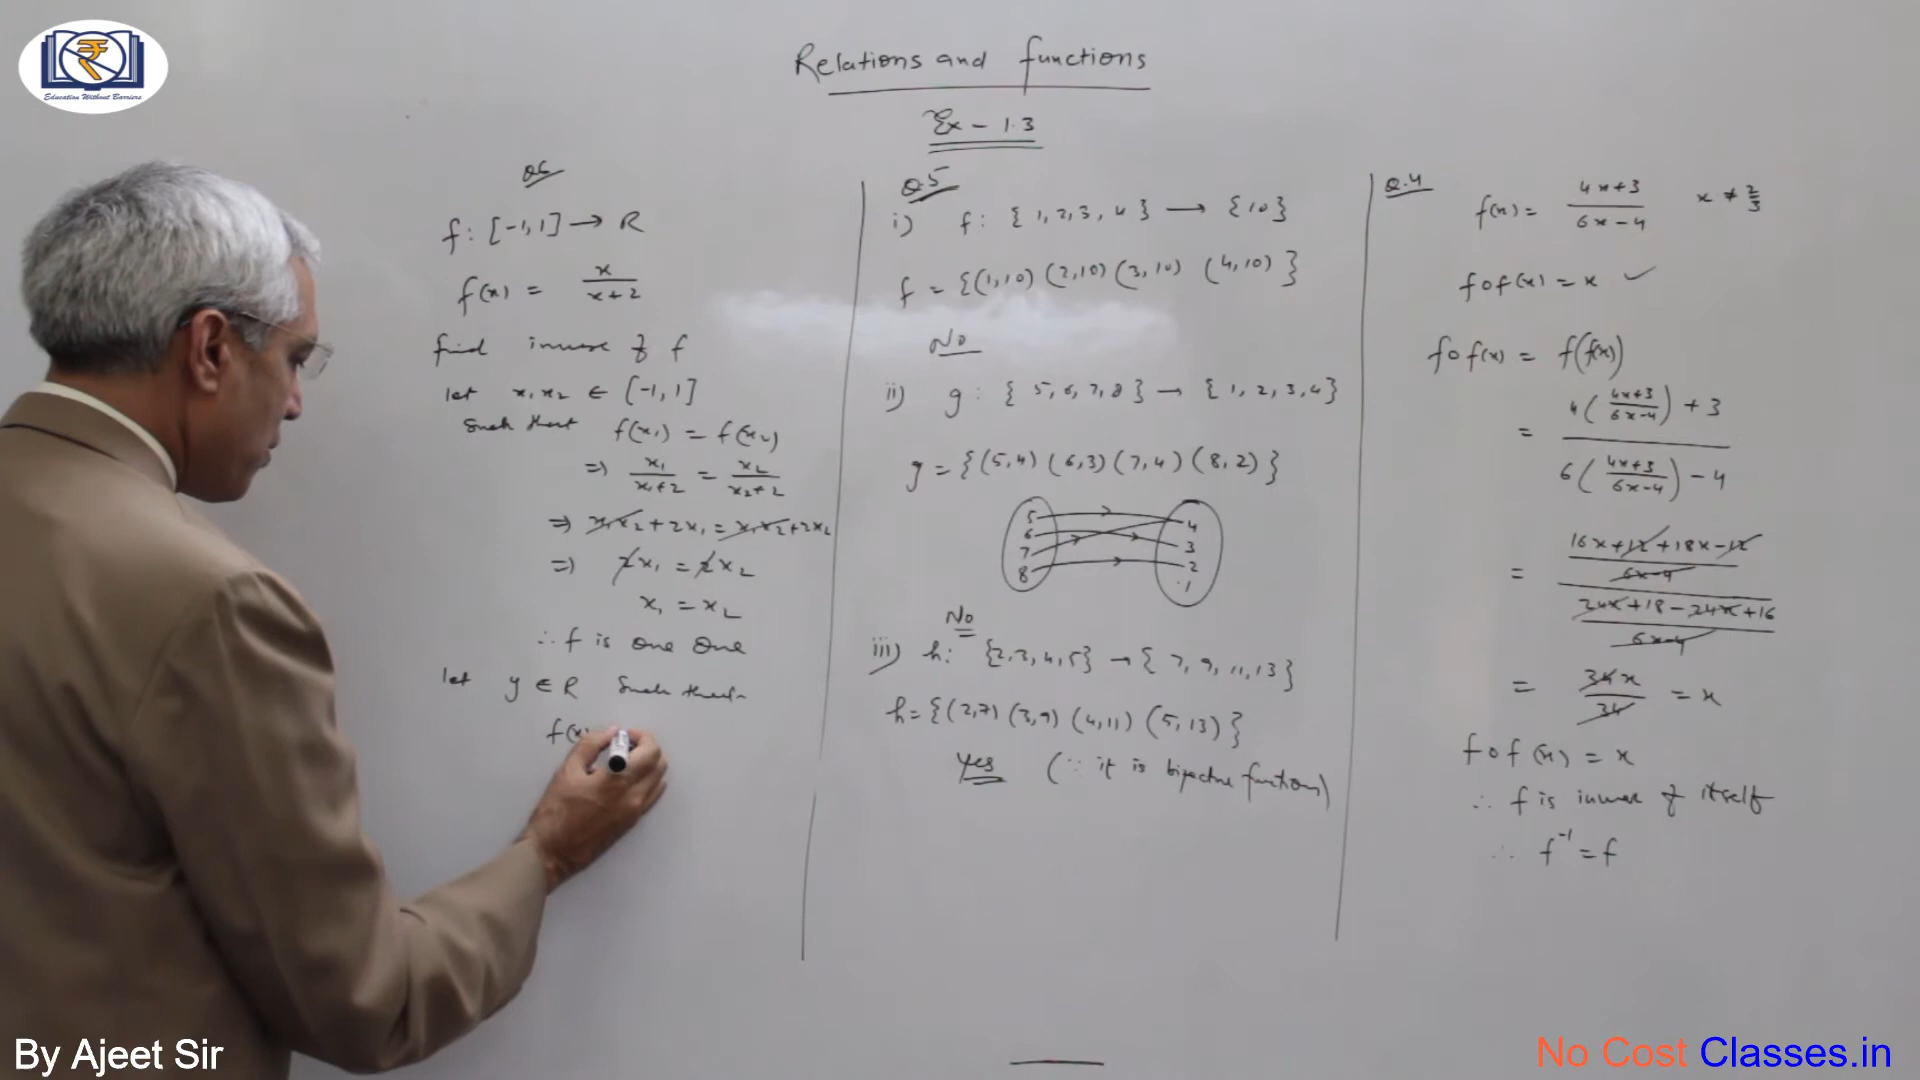 Education Without Barriers
Relations and functions
Ex - 1.3
Q6
f : [-1, 1] → R
f(x) = x/(x+2)
find inverse of f
let x₁ x₂ ∈ [-1, 1]
Such that f(x₁) = f(x₂)
⇒ x₁/(x₁+2) = x₂/(x₂+2)
⇒ x₁x₂ + 2x₁ = x₁x₂ + 2x₂
⇒ 2x₁ = 2x₂
x₁ = x₂
∴ f is one one
let y ∈ R Such that
f(x)
Q.5
i) f : { 1, 2, 3, 4 } → {10}
f = {(1,10) (2,10) (3,10) (4,10)}
No
ii) g : { 5, 6, 7, 8 } → { 1, 2, 3, 4 }
g = {(5,4) (6,3) (7,4) (8,2)}
5 4
6 3
7 2
8 1
No
iii) h : {2,3,4,5} → { 7, 9, 11, 13 }
h = {(2,7) (3,9) (4,11) (5,13)}
Yes (∵ it is bijective function)
Q.4
f(x) = (4x+3)/(6x-4) x ≠ 2/3
fof(x) = x ✓
fof(x) = f(f(x))
= (4((4x+3)/(6x-4)) + 3)/(6((4x+3)/(6x-4)) - 4)
= ((16x+12+18x-12)/(6x-4))/((24x+18-24x+16)/(6x-4))
= 34x/34 = x
fof(x) = x
∴ f is inverse of itself
∴ f⁻¹ = f
By Ajeet Sir
No Cost Classes.in